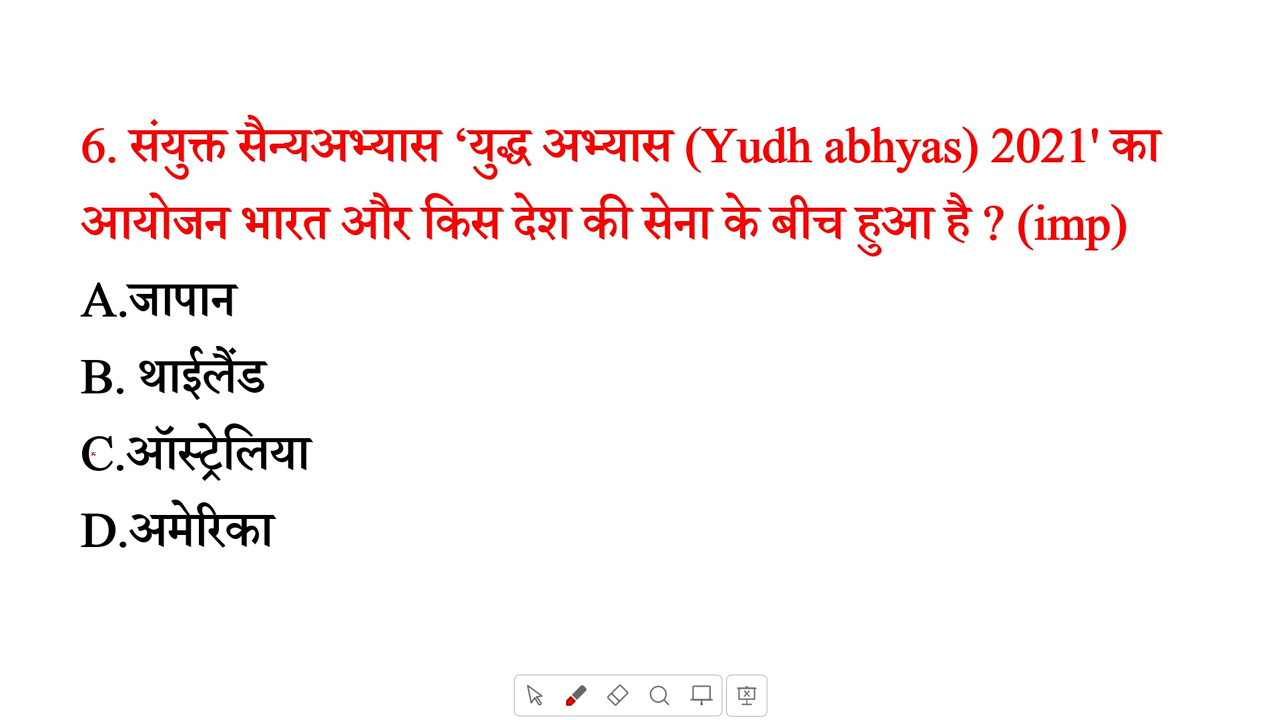 6. संयुक्त सैन्यअभ्यास ‘युद्ध अभ्यास (Yudh abhyas) 2021' का
आयोजन भारत और किस देश की सेना के बीच हुआ है ? (imp)
A.जापान
B. थाईलैंड
C.ऑस्ट्रेलिया
D.अमेरिका